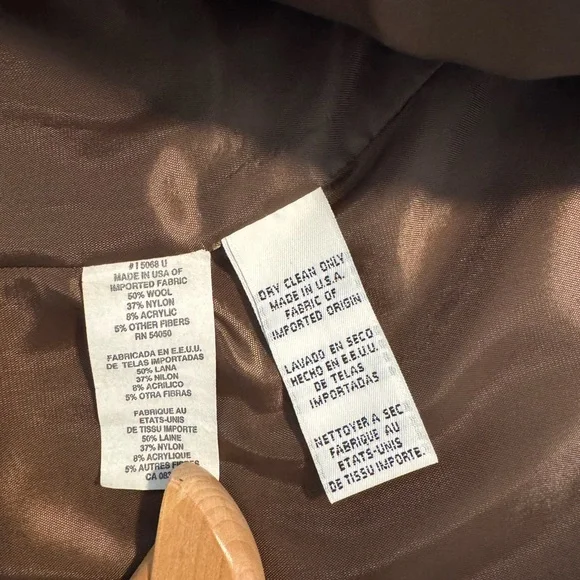 #15068 U
MADE IN USA OF
IMPORTED FABRIC
50% WOOL
37% NYLON
8% ACRYLIC
5% OTHER FIBERS
RN 54050
FABRICADA EN E.E.U.U.
DE TELAS IMPORTADAS
50% LANA
37% NILON
8% ACRILICO
5% OTRA FIBRAS
FABRIQUE AU
ETATS-UNIS
DE TISSU IMPORTE
50% LAINE
37% NYLON
8% ACRYLIQUE
5% AUTRES
CA
DRY CLEAN ONLY
MADE IN U.S.A.
FABRIC OF
IMPORTED ORIGIN
LAVADO EN SECO
HECHO EN E.E.U.U.
DE TELAS
IMPORTADAS
NETTOYER A SEC
FABRIQUE AU
ETATS-UNIS
DE TISSU IMPORTE.